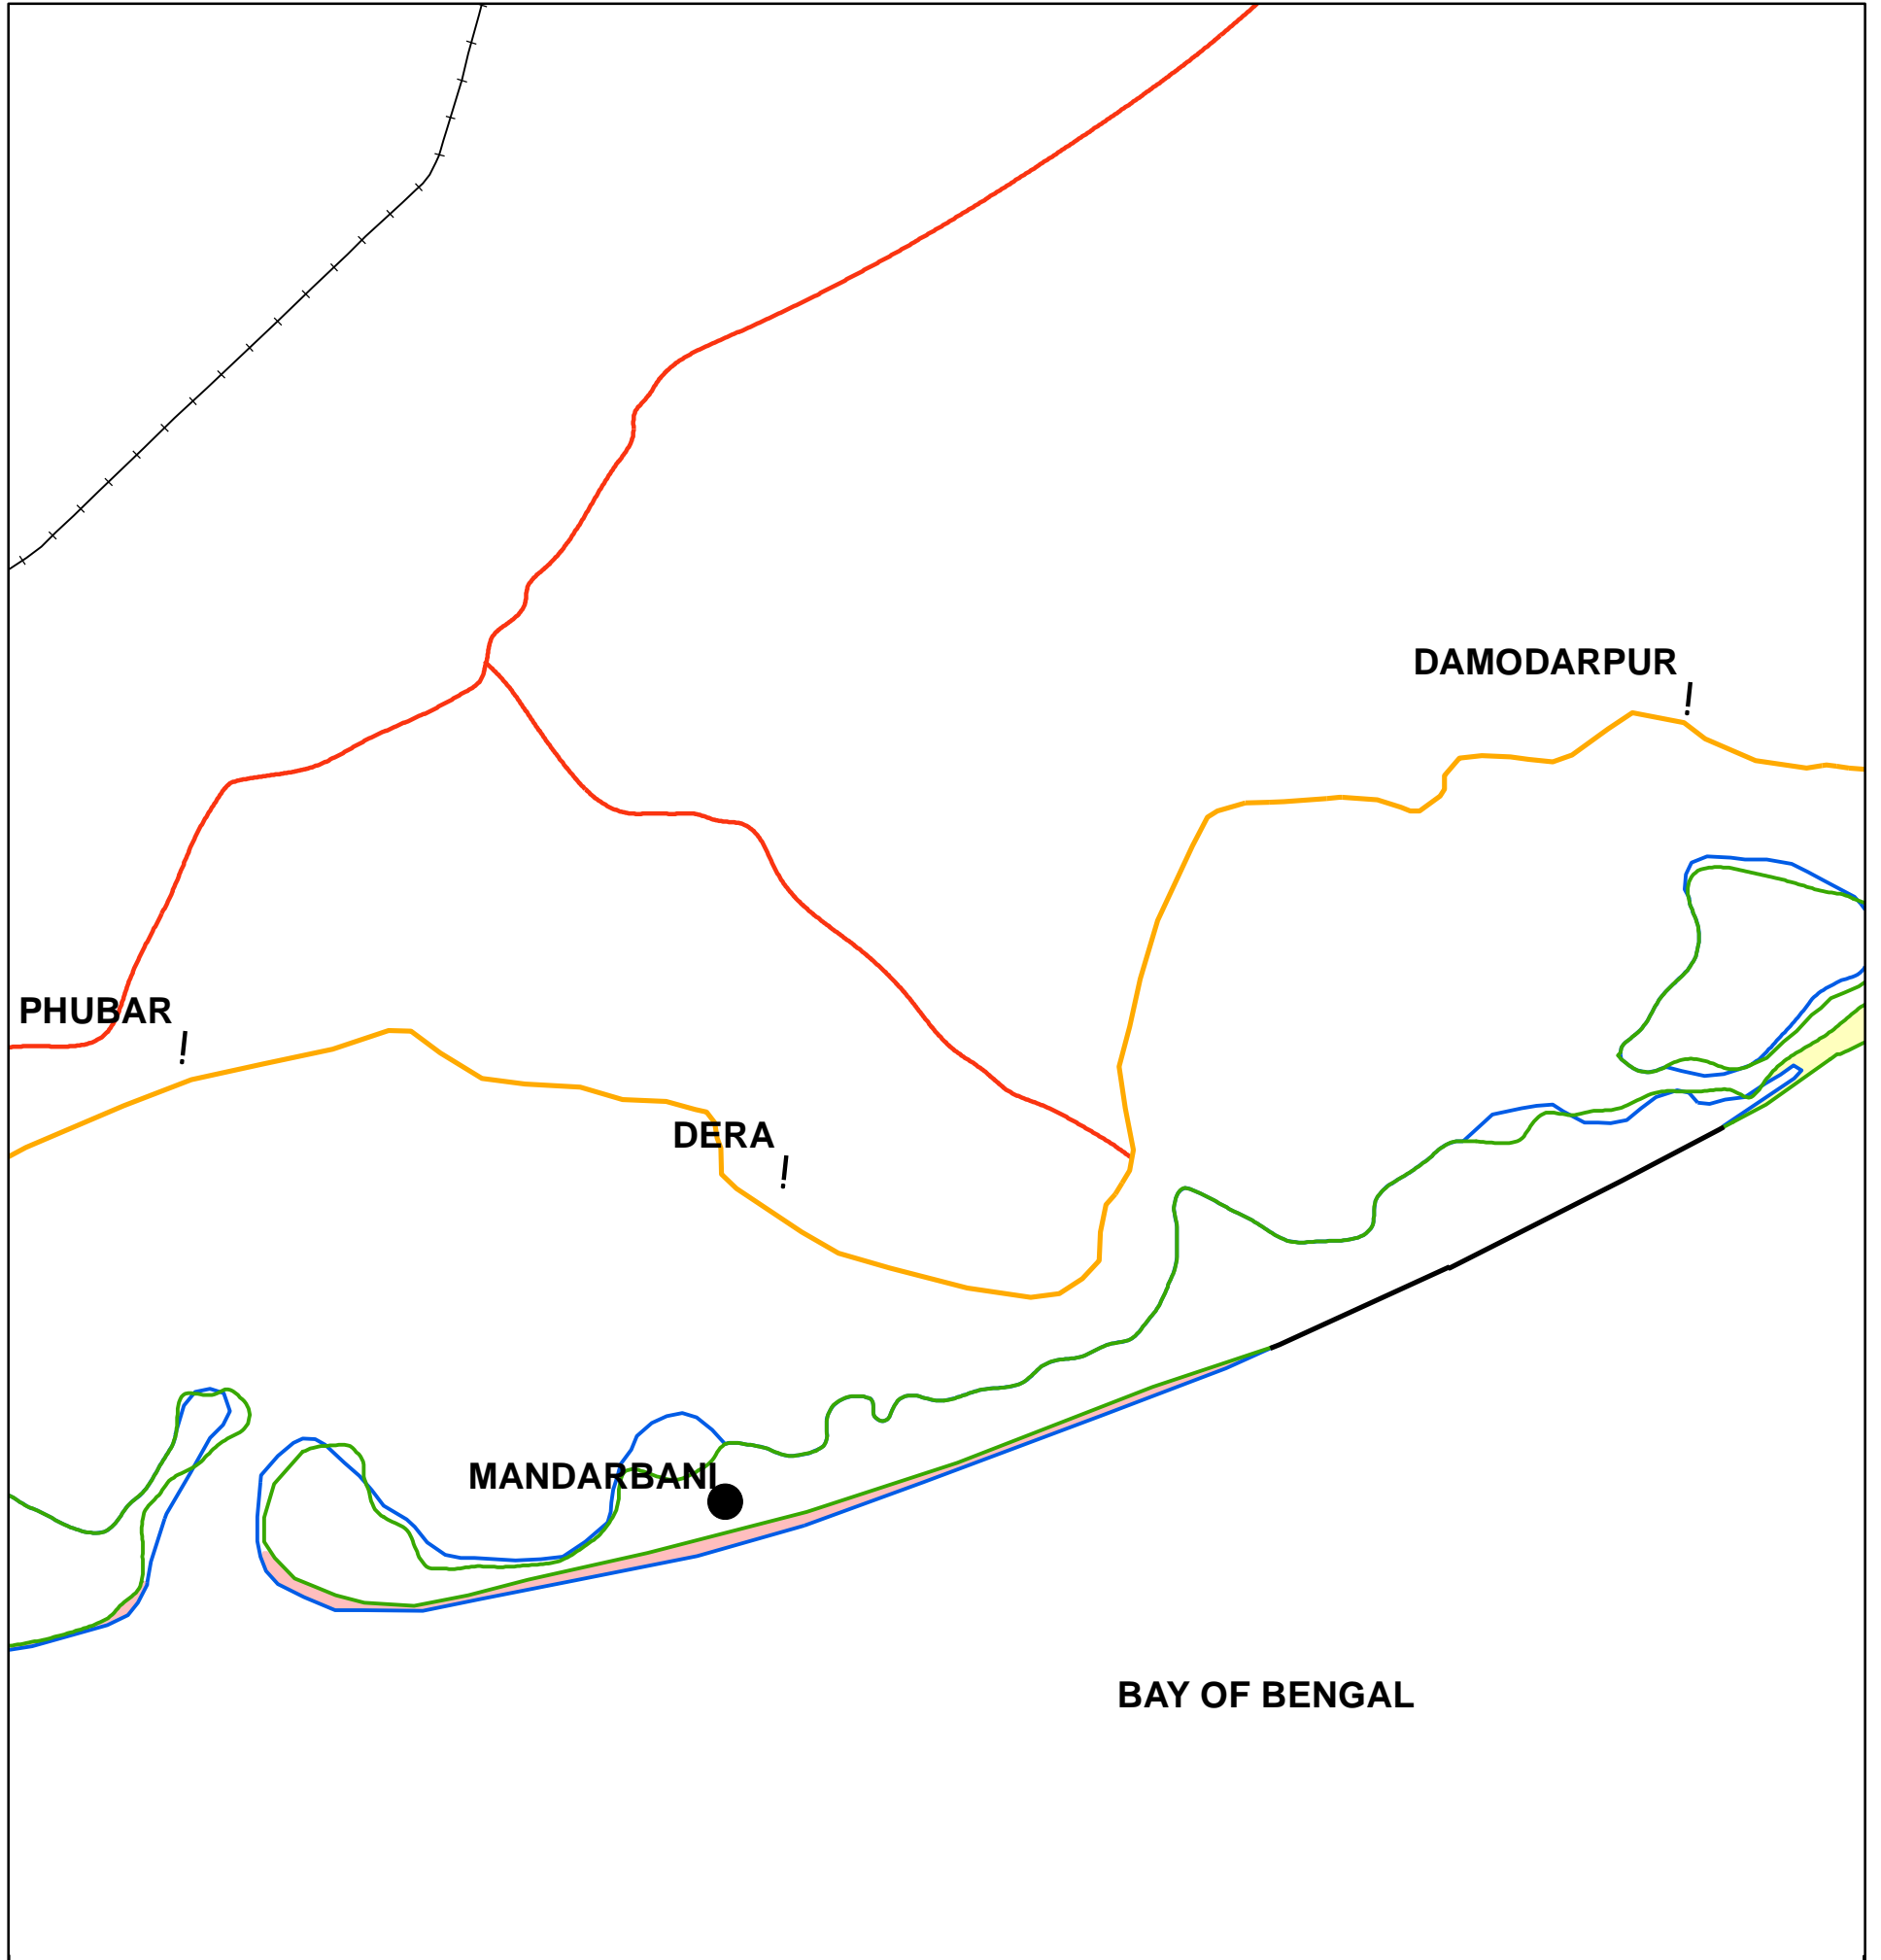 DAMODARPUR
!
PHUBAR
!
DERA
!
MANDARBANI
BAY OF BENGAL